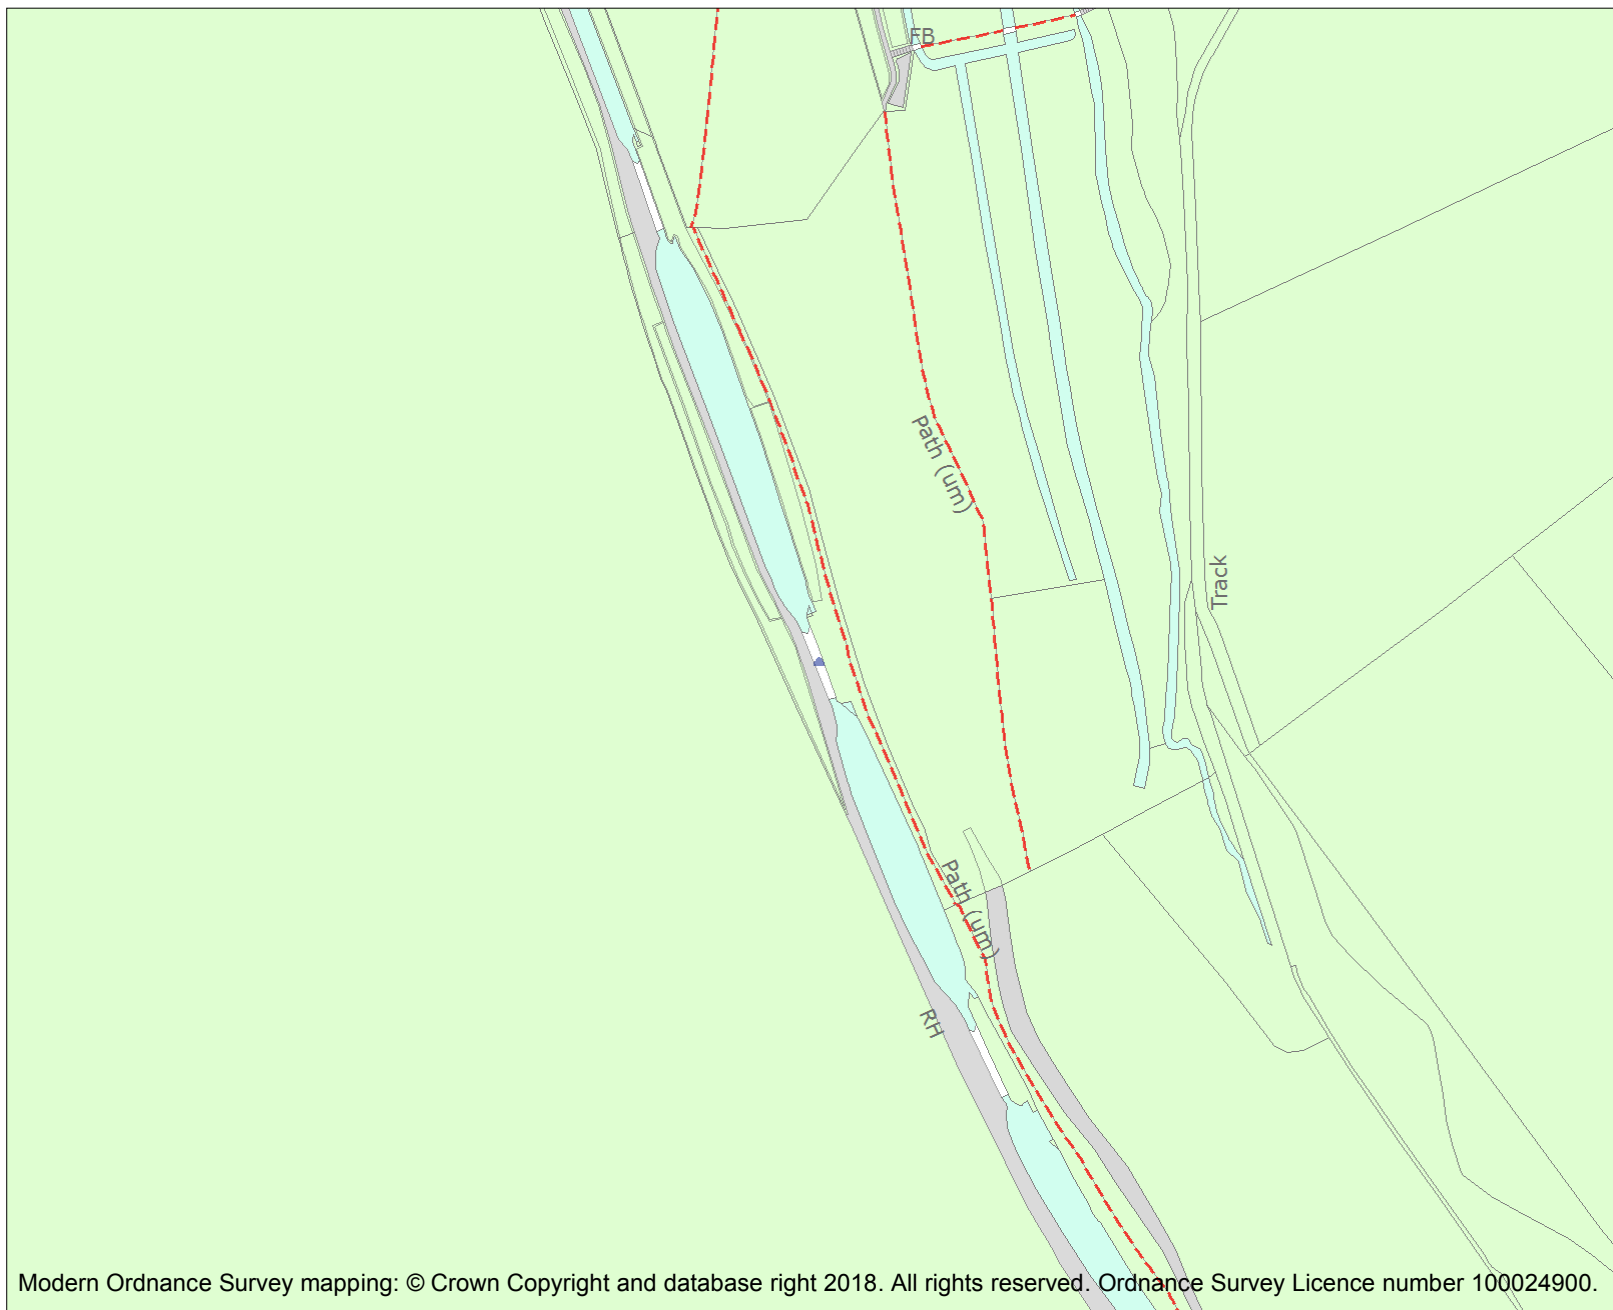 FB
Path (um)
Track
Path (um)
RH
Modern Ordnance Survey mapping: © Crown Copyright and database right 2018. All rights reserved. Ordnance Survey Licence number 100024900.